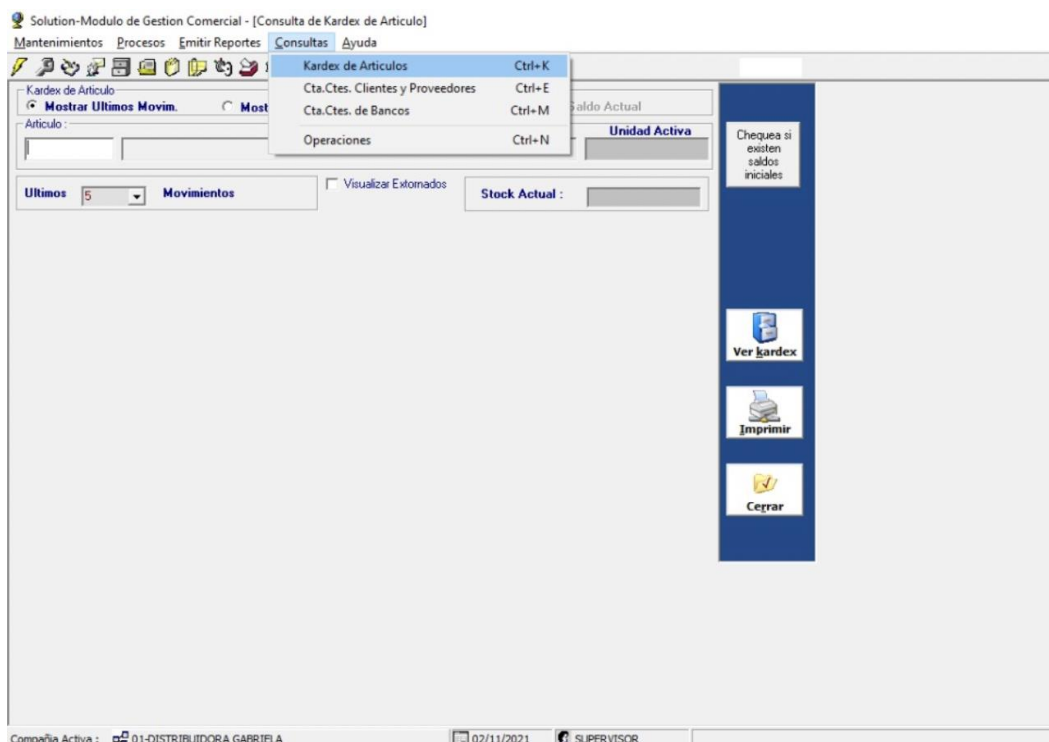 Solution-Modulo de Gestion Comercial - [Consulta de Kardex de Articulo]
Mantenimientos Procesos Emitir Reportes Consultas Ayuda
Kardex de Articulos Ctrl+K
Cta.Ctes. Clientes y Proveedores Ctrl+E
Cta.Ctes. de Bancos Ctrl+M
Operaciones Ctrl+N
Kardex de Articulo
Mostrar Ultimos Movim. Saldo Actual
Articulo : Unidad Activa
Ultimos 5 Movimientos
Visualizar Extornados
Stock Actual :
Chequea si
existen
saldos
iniciales
Ver kardex
Imprimir
Cerrar
Compañia Activa : 01-DISTRIBUIDORA GABRIELA 02/11/2021 SUPERVISOR